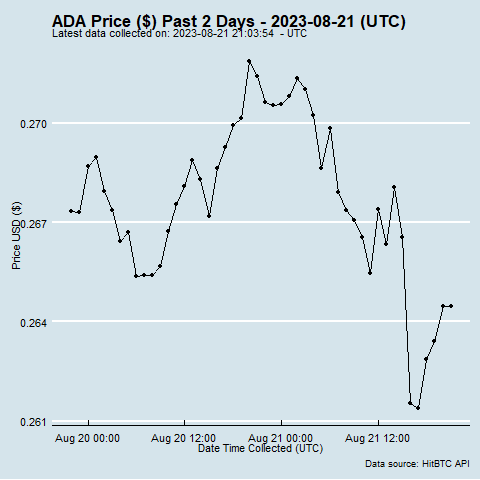 ADA Price ($) Past 2 Days - 2023-08-21 (UTC)
Latest data collected on: 2023-08-21 21:03:54  - UTC
0.270
0.267
0.264
0.261
Price USD ($)
Aug 20 00:00
Aug 20 12:00
Aug 21 00:00
Aug 21 12:00
Date Time Collected (UTC)
Data source: HitBTC API